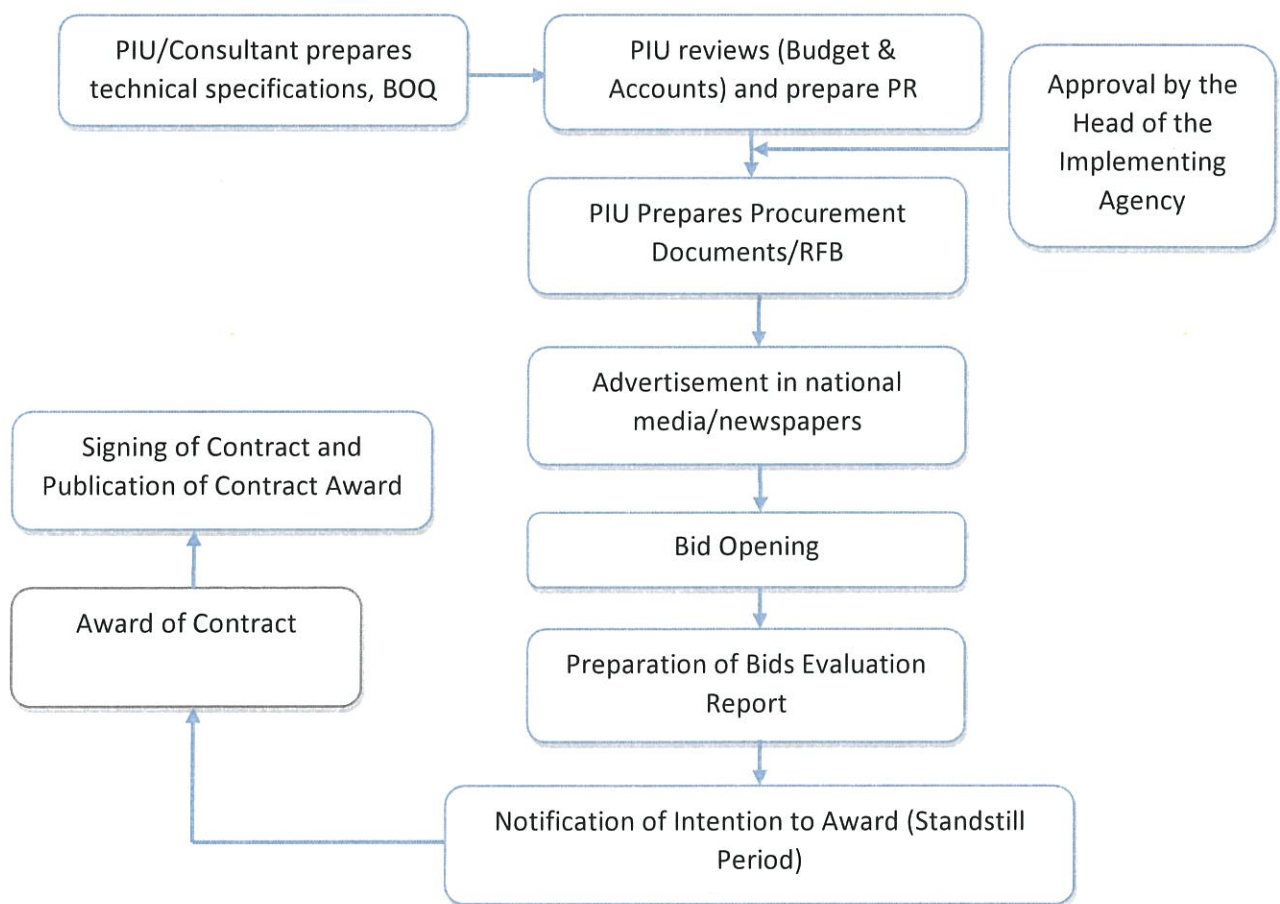 PIU/Consultant prepares
technical specifications, BOQ
PIU reviews (Budget &
Accounts) and prepare PR
Approval by the
Head of the
Implementing
Agency
PIU Prepares Procurement
Documents/RFB
Advertisement in national
media/newspapers
Signing of Contract and
Publication of Contract Award
Bid Opening
Award of Contract
Preparation of Bids Evaluation
Report
Notification of Intention to Award (Standstill
Period)